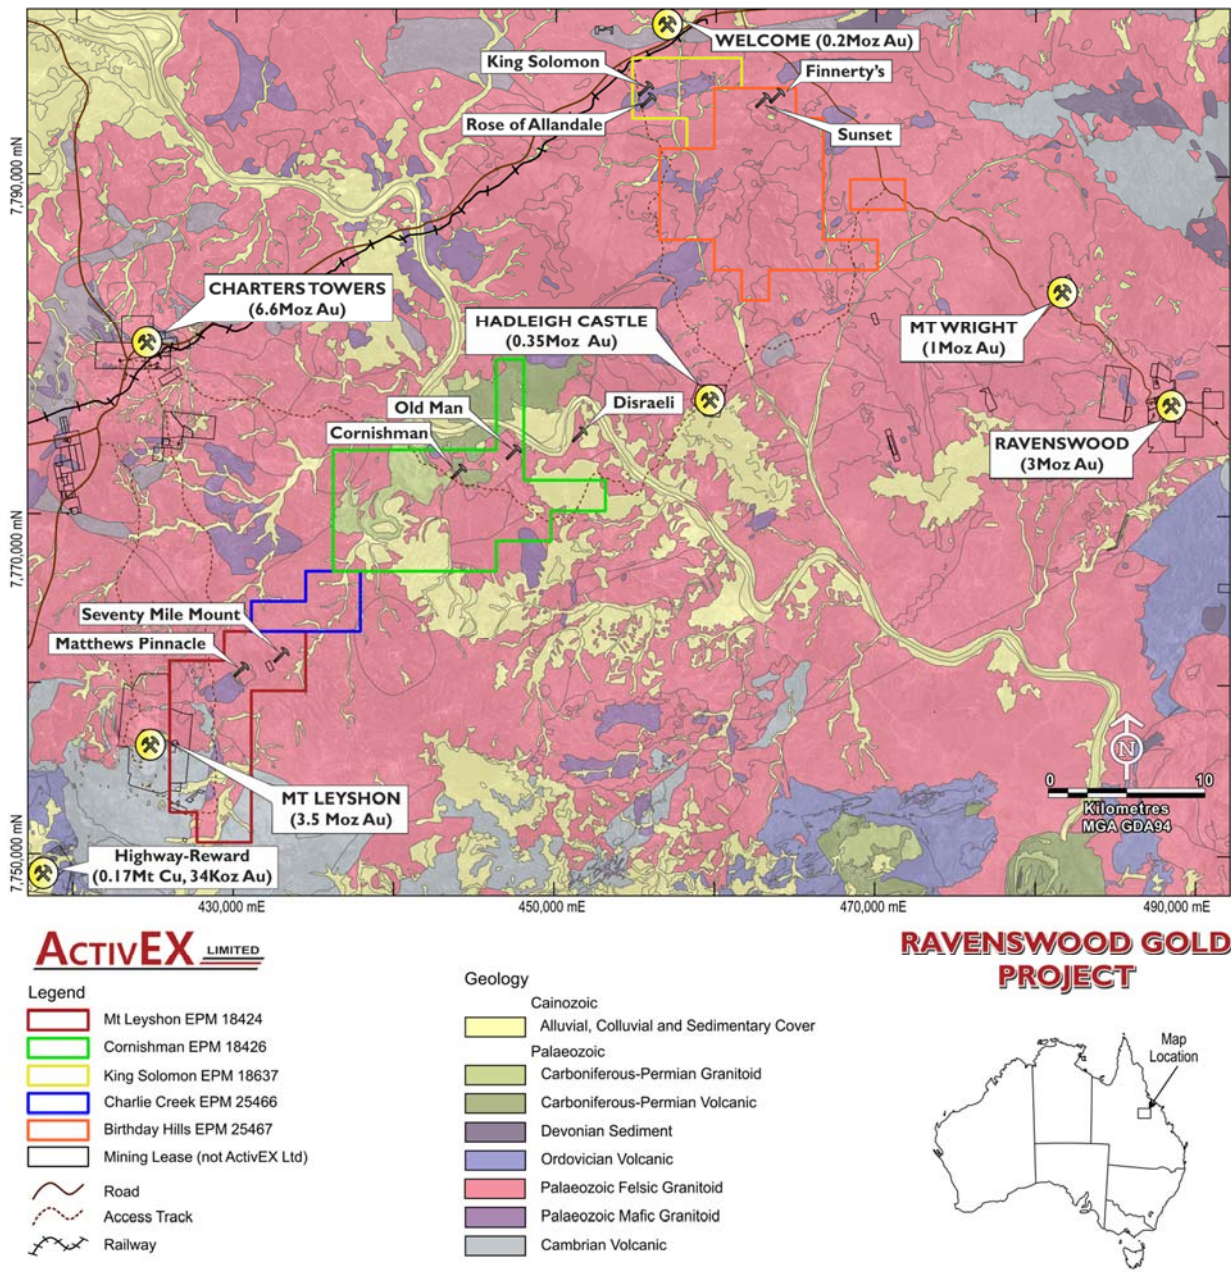 WELCOME (0.2Moz Au)
King Solomon
Finnerty's
Rose of Allandale
Sunset
7,790,000 mN
CHARTERS TOWERS
(6.6Moz Au)
HADLEIGH CASTLE
(0.35Moz Au)
MT WRIGHT
(1Moz Au)
Old Man
Disraeli
Cornishman
RAVENSWOOD
(3Moz Au)
7,770,000 mN
Seventy Mile Mount
Matthews Pinnacle
N
MT LEYSHON
(3.5 Moz Au)
0 10
Kilometres
MGA GDA94
7,750,000 mN
Highway-Reward
(0.17Mt Cu, 34Koz Au)
430,000 mE
450,000 mE
470,000 mE
490,000 mE
ACTIVEX LIMITED
RAVENSWOOD GOLD
PROJECT
Legend
Mt Leyshon EPM 18424
Cornishman EPM 18426
King Solomon EPM 18637
Charlie Creek EPM 25466
Birthday Hills EPM 25467
Mining Lease (not ActivEX Ltd)
Road
Access Track
Railway
Geology
Cainozoic
Alluvial, Colluvial and Sedimentary Cover
Palaeozoic
Carboniferous-Permian Granitoid
Carboniferous-Permian Volcanic
Devonian Sediment
Ordovician Volcanic
Palaeozoic Felsic Granitoid
Palaeozoic Mafic Granitoid
Cambrian Volcanic
Map
Location